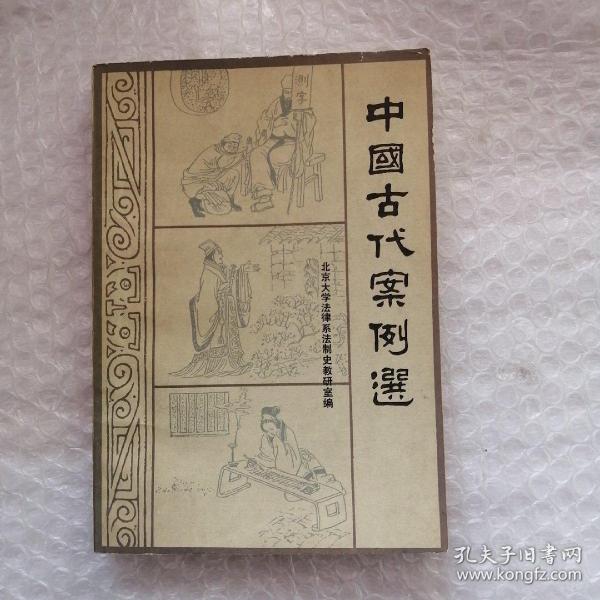 中國古代案例選
北京大学法律系法制史教研室编
测字
孔夫子旧书网
www.kongfz.com